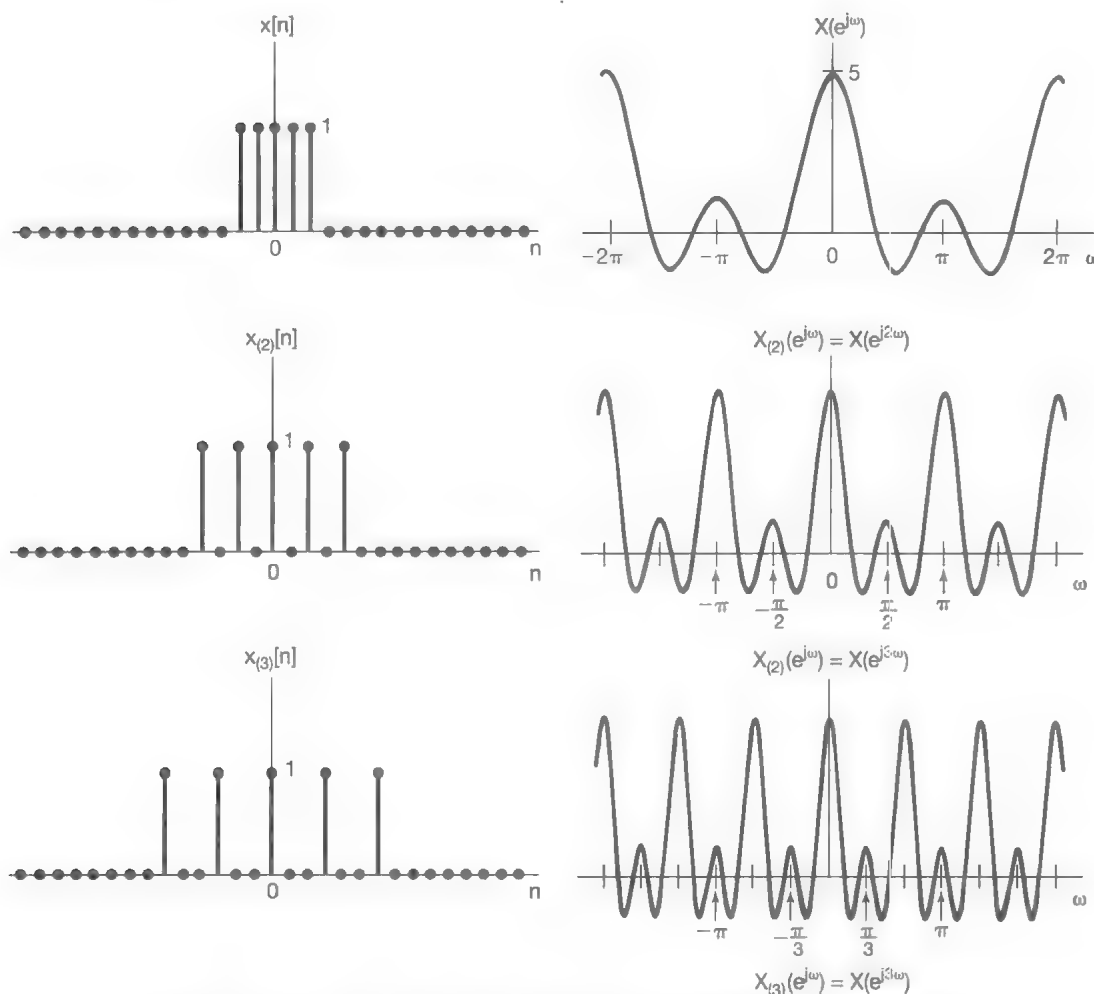 x[n]
1
0
n
X(e^{jω})
5
−2π
−π
0
π
2π
ω
x_{(2)}[n]
1
0
n
X_{(2)}(e^{jω}) = X(e^{j2ω})
0
ω
−π
−π/2
π/2
π
x_{(3)}[n]
1
0
n
X_{(2)}(e^{jω}) = X(e^{j3ω})
ω
−π
−π/3
π/3
π
X_{(3)}(e^{jω}) = X(e^{j3ω})